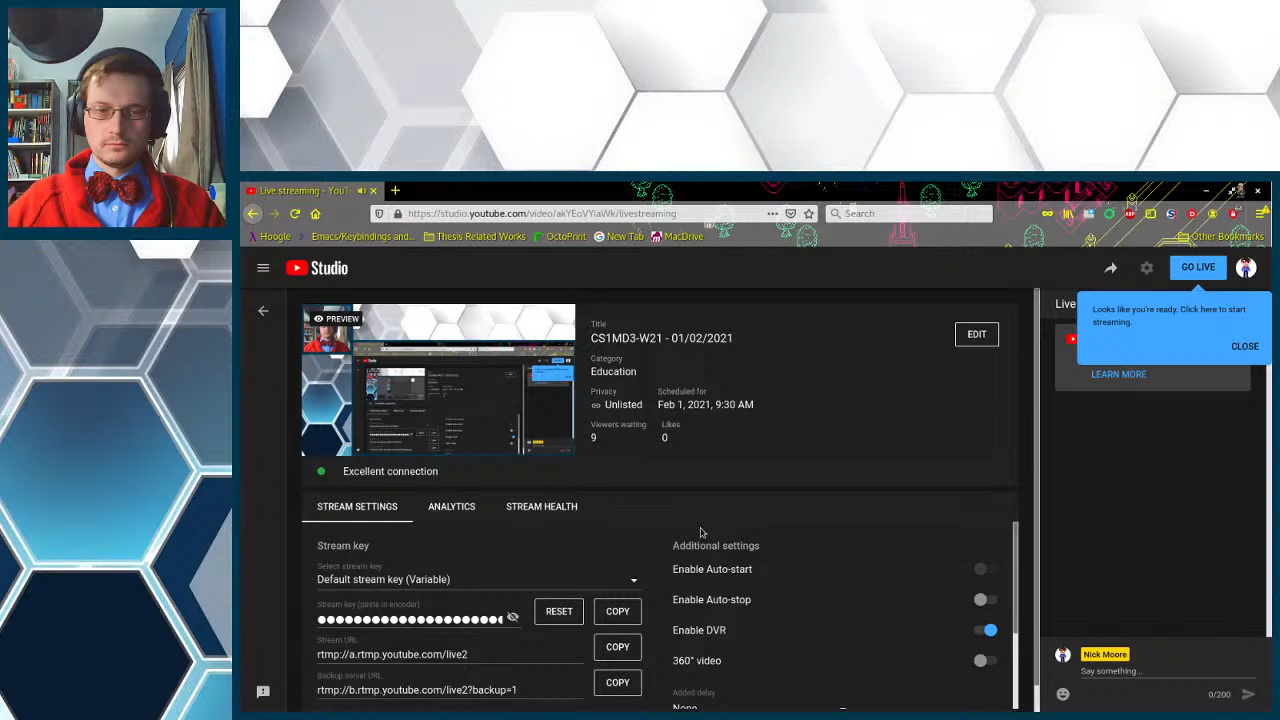 Live streaming - YouT
https://studio.youtube.com/video/akYEoVYiaWk/livestreaming
Search
Hoogle
Emacs/Keybindings and...
Thesis Related Works
OctoPrint
New Tab
MacDrive
Other Bookmarks
Studio
GO LIVE
Looks like you're ready. Click here to start
streaming.
CLOSE
LEARN MORE
Live
PREVIEW
Title
CS1MD3-W21 - 01/02/2021
EDIT
Category
Education
Privacy
Unlisted
Scheduled for
Feb 1, 2021, 9:30 AM
Viewers waiting
9
Likes
0
Excellent connection
STREAM SETTINGS
ANALYTICS
STREAM HEALTH
Stream key
Select stream key
Default stream key (Variable)
Stream key (paste in encoder)
RESET
COPY
Stream URL
rtmp://a.rtmp.youtube.com/live2
COPY
Backup server URL
rtmp://b.rtmp.youtube.com/live2?backup=1
COPY
Additional settings
Enable Auto-start
Enable Auto-stop
Enable DVR
360° video
Added delay
None
Nick Moore
Say something...
0/200